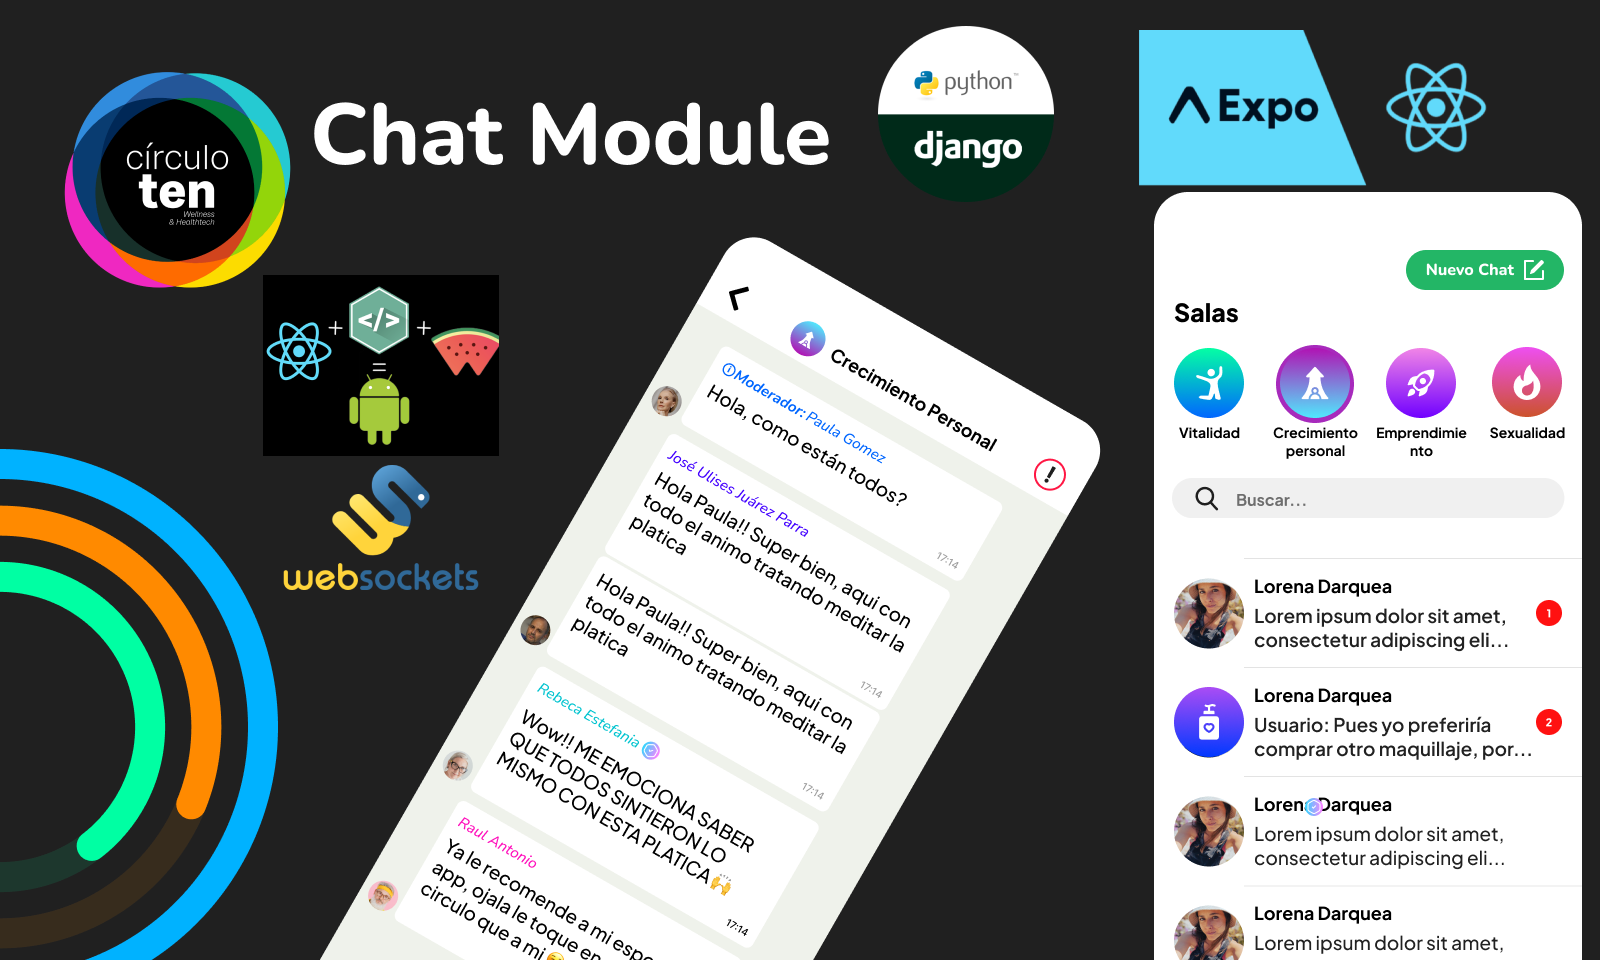 círculo
ten
Wellness
& Healthtech
Chat Module
python™
django
Expo
+ </> +
=
websockets
Crecimiento Personal
!
Moderador: Paula Gomez
Hola, como están todos?
17:14
José Ulises Juárez Parra
Hola Paula!! Super bien, aqui con
todo el animo tratando meditar la
platica
17:14
Hola Paula!! Super bien, aqui con
todo el animo tratando meditar la
platica
17:14
Rebeca Estefania
Wow!! ME EMOCIONA SABER
QUE TODOS SINTIERON LO
MISMO CON ESTA PLATICA🙌
17:14
Raul Antonio
Ya le recomende a mi espo
app, ojala le toque en
circulo que a mi
Nuevo Chat
Salas
Vitalidad
Crecimiento
personal
Emprendimie
nto
Sexualidad
Buscar...
Lorena Darquea
Lorem ipsum dolor sit amet,
consectetur adipiscing eli...
1
Lorena Darquea
Usuario: Pues yo preferiría
comprar otro maquillaje, por...
2
Lorena Darquea
Lorem ipsum dolor sit amet,
consectetur adipiscing eli...
Lorena Darquea
Lorem ipsum dolor sit amet,